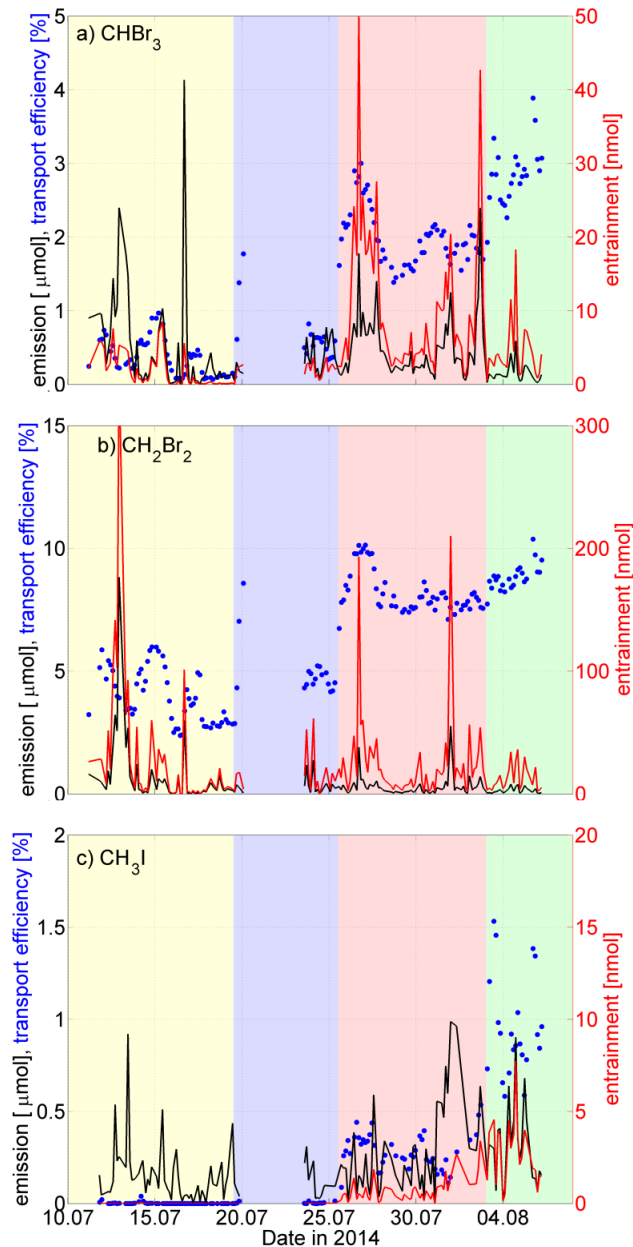 a) CHBr3
emission [ μmol], transport efficiency [%]
5
4
3
2
1
0
50
40
30
20
10
0
entrainment [nmol]
b) CH2Br2
emission [ μmol], transport efficiency [%]
15
10
5
0
300
200
100
0
entrainment [nmol]
c) CH3I
emission [ μmol], transport efficiency [%]
2
1.5
1
0.5
0
20
15
10
5
0
entrainment [nmol]
10.07 15.07 20.07 25.07 30.07 04.08
Date in 2014